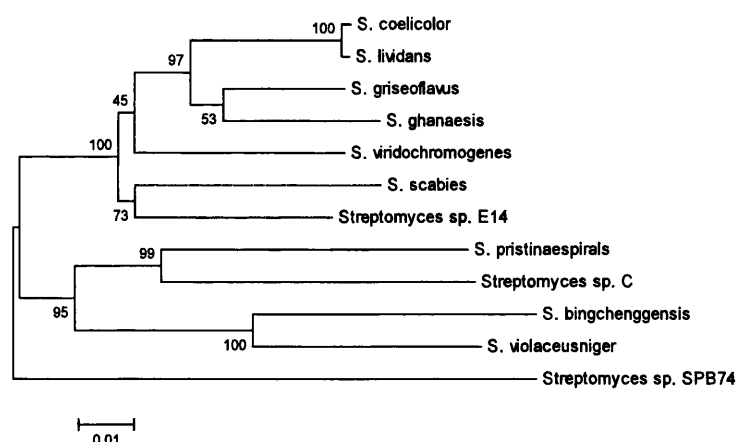 100
S. coelicolor
S. lividans
97
S. griseoflavus
45
53
S. ghanaesis
100
S. viridochromogenes
S. scabies
73
Streptomyces sp. E14
99
S. pristinaespirals
Streptomyces sp. C
95
S. bingchenggensis
100
S. violaceusniger
Streptomyces sp. SPB74
0.01